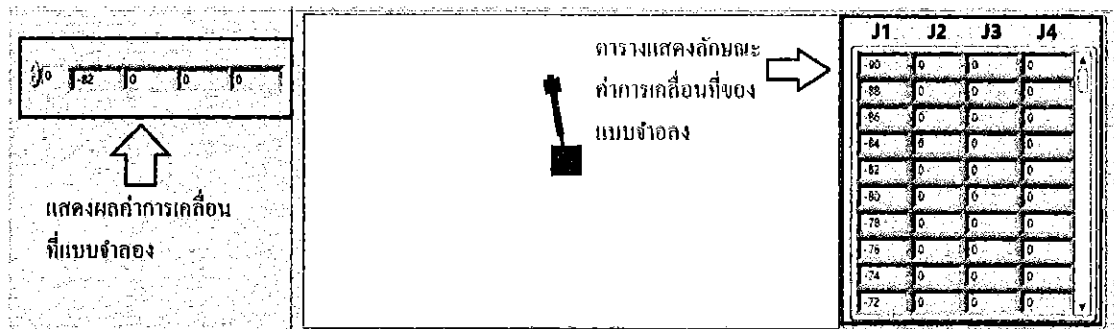 0 -82 0 0 0
แสดงผลค่าการเคลื่อน
ที่แบบจำลอง
ตารางแสดงลักษณะ
ค่าการเคลื่อนที่ของ
แบบจำลอง
J1 J2 J3 J4
-90 0 0 0
-88 0 0 0
-86 0 0 0
-84 0 0 0
-82 0 0 0
-80 0 0 0
-78 0 0 0
-76 0 0 0
-74 0 0 0
-72 0 0 0